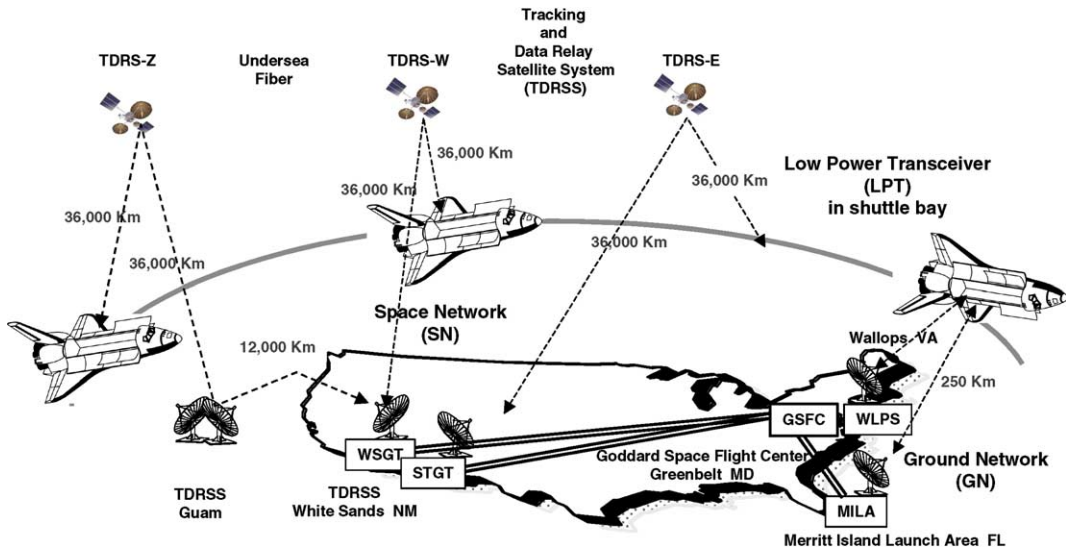 Tracking
and
Data Relay
Satellite System
(TDRSS)
TDRS-Z
Undersea
Fiber
TDRS-W
TDRS-E
36,000 Km
36,000 Km
36,000 Km
36,000 Km
36,000 Km
36,000 Km
Low Power Transceiver
(LPT)
in shuttle bay
Space Network
(SN)
12,000 Km
Wallops VA
250 Km
GSFC
WLPS
WSGT
STGT
Goddard Space Flight Center
Greenbelt MD
Ground Network
(GN)
TDRSS
Guam
TDRSS
White Sands NM
MILA
Merritt Island Launch Area FL